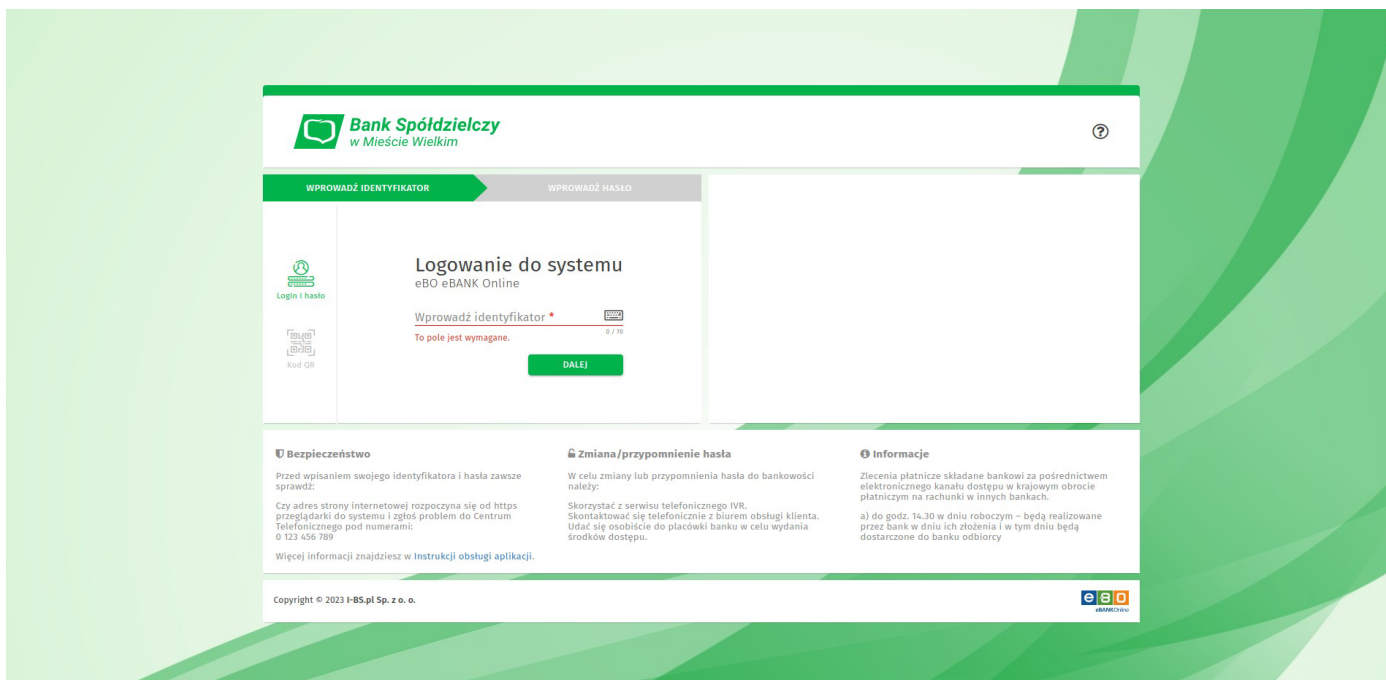 Bank Spółdzielczy
w Mieście Wielkim
WPROWADŹ IDENTYFIKATOR
WPROWADŹ HASŁO
Login i hasło
Kod QR
Logowanie do systemu
eBO eBANK Online
Wprowadź identyfikator *
To pole jest wymagane.
0 / 70
DALEJ
Bezpieczeństwo
Przed wpisaniem swojego identyfikatora i hasła zawsze
sprawdź:
Czy adres strony internetowej rozpoczyna się od https
przeglądarki do systemu i zgłoś problem do Centrum
Telefonicznego pod numerami:
0 123 456 789
Więcej informacji znajdziesz w Instrukcji obsługi aplikacji.
Zmiana/przypomnienie hasła
W celu zmiany lub przypomnienia hasła do bankowości
należy:
Skorzystać z serwisu telefonicznego IVR.
Skontaktować się telefonicznie z biurem obsługi klienta.
Udać się osobiście do placówki banku w celu wydania
środków dostępu.
Informacje
Zlecenia płatnicze składane bankowi za pośrednictwem
elektronicznego kanału dostępu w krajowym obrocie
płatniczym na rachunki w innych bankach.
a) do godz. 14.30 w dniu roboczym – będą realizowane
przez bank w dniu ich złożenia i w tym dniu będą
dostarczone do banku odbiorcy
Copyright © 2023 I-BS.pl Sp. z o. o.
eBO
eBANK Online